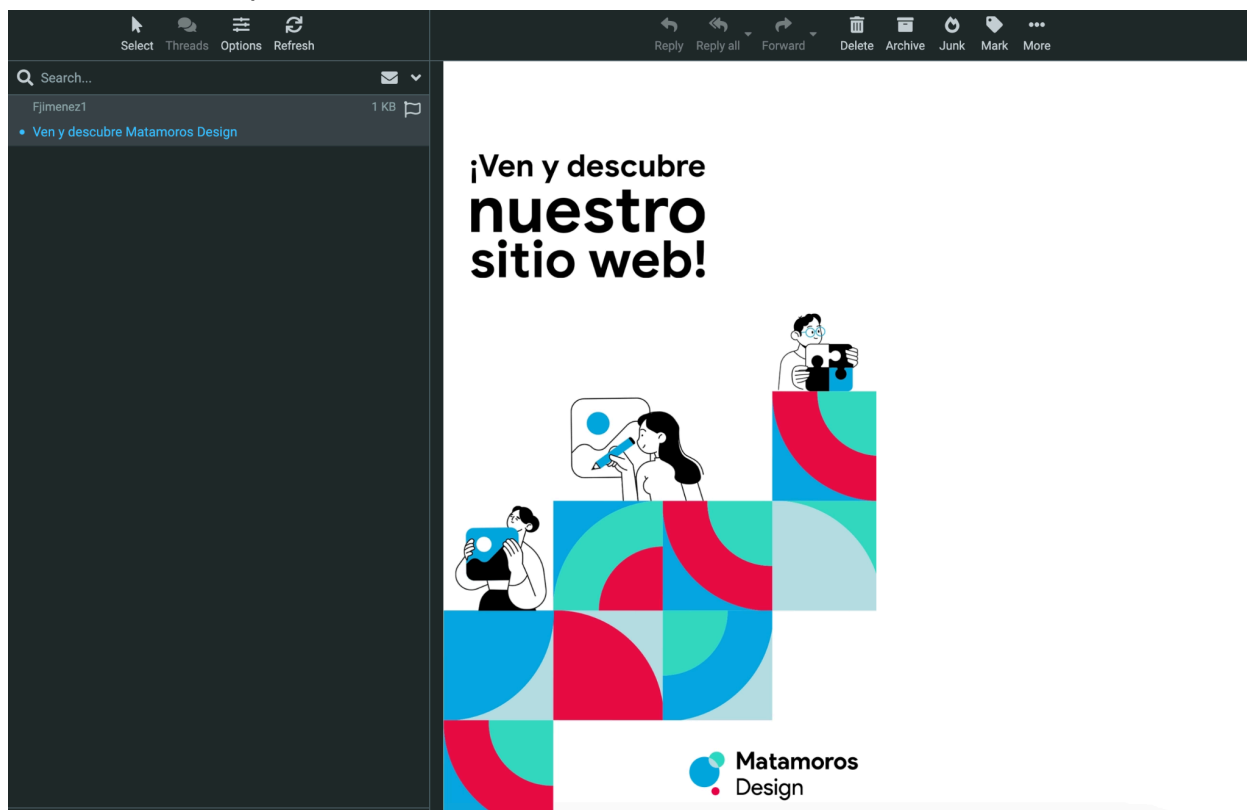 Select Threads Options Refresh
Reply Reply all Forward Delete Archive Junk Mark More
Search...
Fjimenez1 1 KB
Ven y descubre Matamoros Design
¡Ven y descubre
nuestro
sitio web!
Matamoros
Design